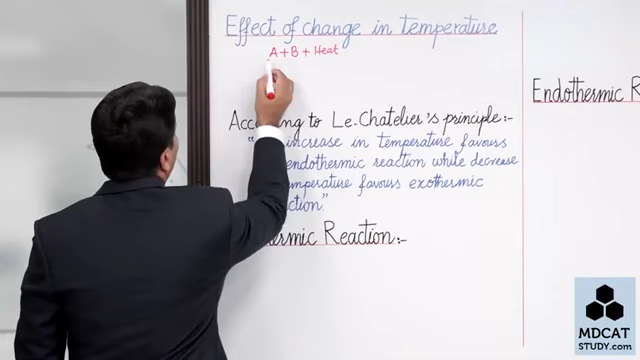 Effect of change in temperature
A + B + Heat
According to Le.Chatelier's principle:-
increase in temperature favours
endothermic reaction while decrease
temperature favours exothermic
Reaction:-
Endothermic
MDCAT
STUDY.com